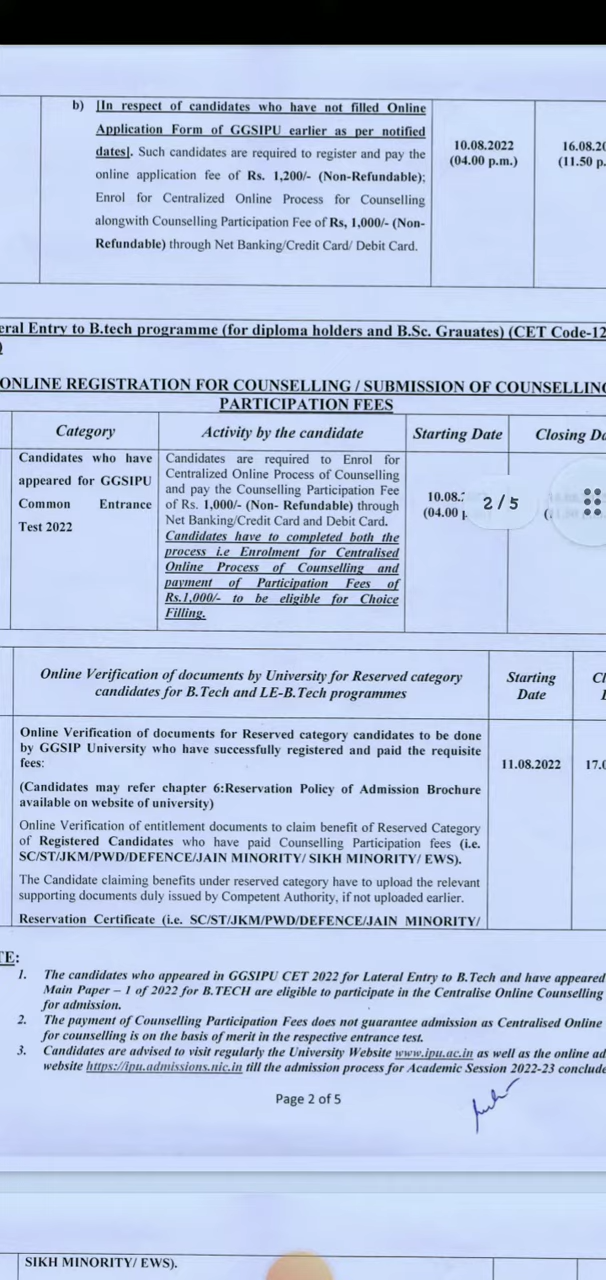 b) [In respect of candidates who have not filled Online
Application Form of GGSIPU earlier as per notified
dates]. Such candidates are required to register and pay the
online application fee of Rs. 1,200/- (Non-Refundable);
Enrol for Centralized Online Process for Counselling
alongwith Counselling Participation Fee of Rs, 1,000/- (Non-
Refundable) through Net Banking/Credit Card/ Debit Card.
10.08.2022
(04.00 p.m.)
16.08.20
(11.50 p.
eral Entry to B.tech programme (for diploma holders and B.Sc. Grauates) (CET Code-12
)
ONLINE REGISTRATION FOR COUNSELLING / SUBMISSION OF COUNSELLING
PARTICIPATION FEES
Category Activity by the candidate Starting Date Closing Da
Candidates who have
appeared for GGSIPU
Common Entrance
Test 2022
Candidates are required to Enrol for
Centralized Online Process of Counselling
and pay the Counselling Participation Fee
of Rs. 1,000/- (Non- Refundable) through
Net Banking/Credit Card and Debit Card.
Candidates have to completed both the
process i.e Enrolment for Centralised
Online Process of Counselling and
payment of Participation Fees of
Rs.1,000/- to be eligible for Choice
Filling.
10.08.
(04.00 p
2/5
Online Verification of documents by University for Reserved category
candidates for B.Tech and LE-B.Tech programmes
Starting
Date
Cl
Online Verification of documents for Reserved category candidates to be done
by GGSIP University who have successfully registered and paid the requisite
fees:
11.08.2022
17.0
(Candidates may refer chapter 6:Reservation Policy of Admission Brochure
available on website of university)
Online Verification of entitlement documents to claim benefit of Reserved Category
of Registered Candidates who have paid Counselling Participation fees (i.e.
SC/ST/JKM/PWD/DEFENCE/JAIN MINORITY/ SIKH MINORITY/ EWS).
The Candidate claiming benefits under reserved category have to upload the relevant
supporting documents duly issued by Competent Authority, if not uploaded earlier.
Reservation Certificate (i.e. SC/ST/JKM/PWD/DEFENCE/JAIN MINORITY/
TE:
1. The candidates who appeared in GGSIPU CET 2022 for Lateral Entry to B.Tech and have appeared
Main Paper – 1 of 2022 for B.TECH are eligible to participate in the Centralise Online Counselling
for admission.
2. The payment of Counselling Participation Fees does not guarantee admission as Centralised Online
for counselling is on the basis of merit in the respective entrance test.
3. Candidates are advised to visit regularly the University Website www.ipu.ac.in as well as the online ad
website https://ipu.admissions.nic.in till the admission process for Academic Session 2022-23 conclude
Page 2 of 5
SIKH MINORITY/ EWS).